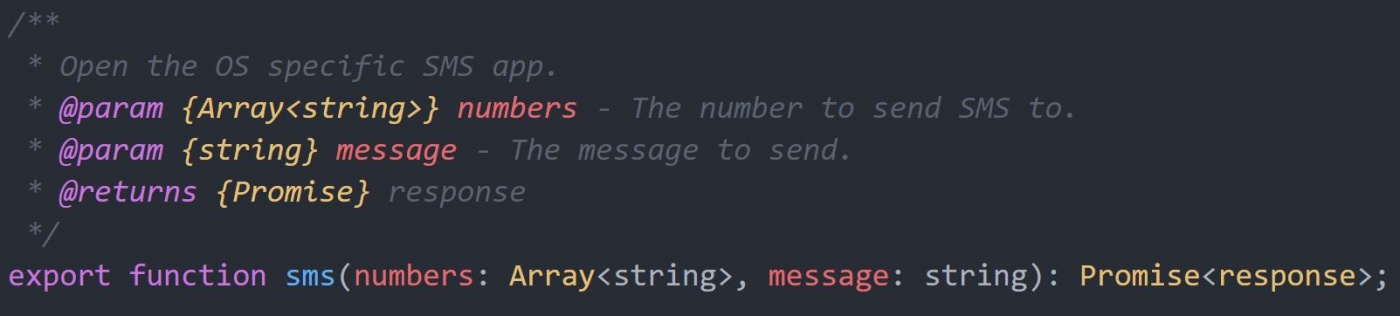 /**
 * Open the OS specific SMS app.
 * @param {Array<string>} numbers - The number to send SMS to.
 * @param {string} message - The message to send.
 * @returns {Promise} response
 */
export function sms(numbers: Array<string>, message: string): Promise<response>;